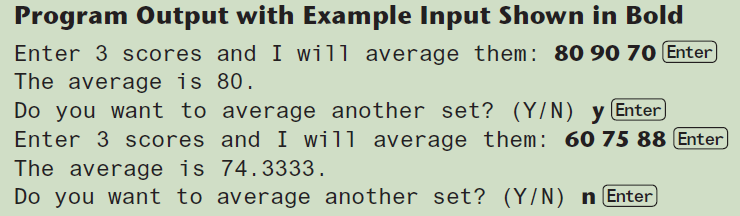 Program Output with Example Input Shown in Bold
Enter 3 scores and I will average them: 80 90 70 Enter
The average is 80.
Do you want to average another set? (Y/N) y Enter
Enter 3 scores and I will average them: 60 75 88 Enter
The average is 74.3333.
Do you want to average another set? (Y/N) n Enter